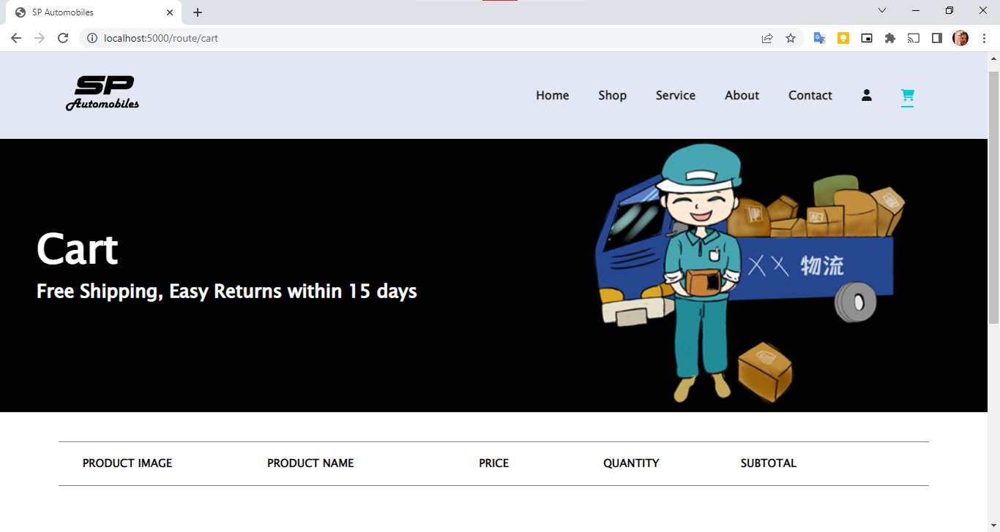 SP Automobiles
localhost:5000/route/cart
SP
Automobiles
Home Shop Service About Contact
Cart
Free Shipping, Easy Returns within 15 days
XX 物流
PRODUCT IMAGE PRODUCT NAME PRICE QUANTITY SUBTOTAL